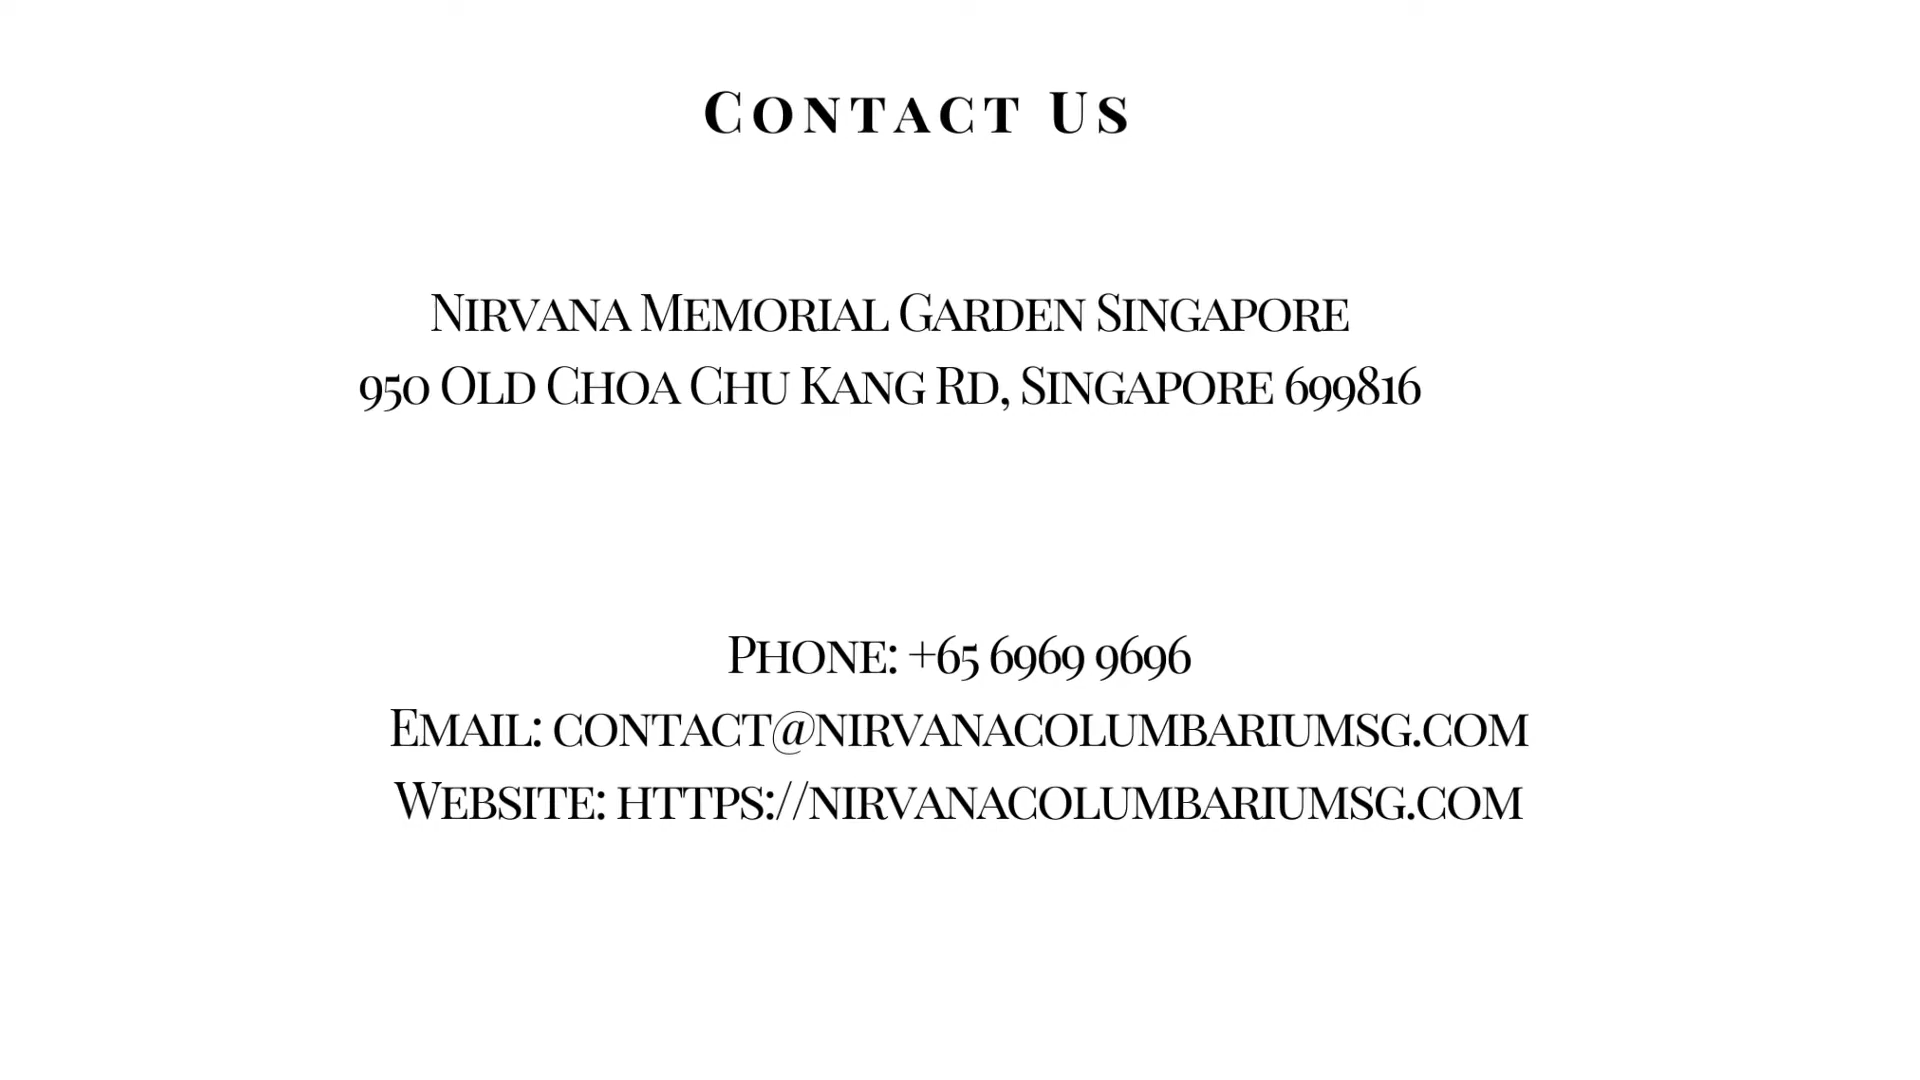 Contact Us
Nirvana Memorial Garden Singapore
950 Old Choa Chu Kang Rd, Singapore 699816
Phone: +65 6969 9696
Email: contact@nirvanacolumbariumsg.com
Website: https://nirvanacolumbariumsg.com